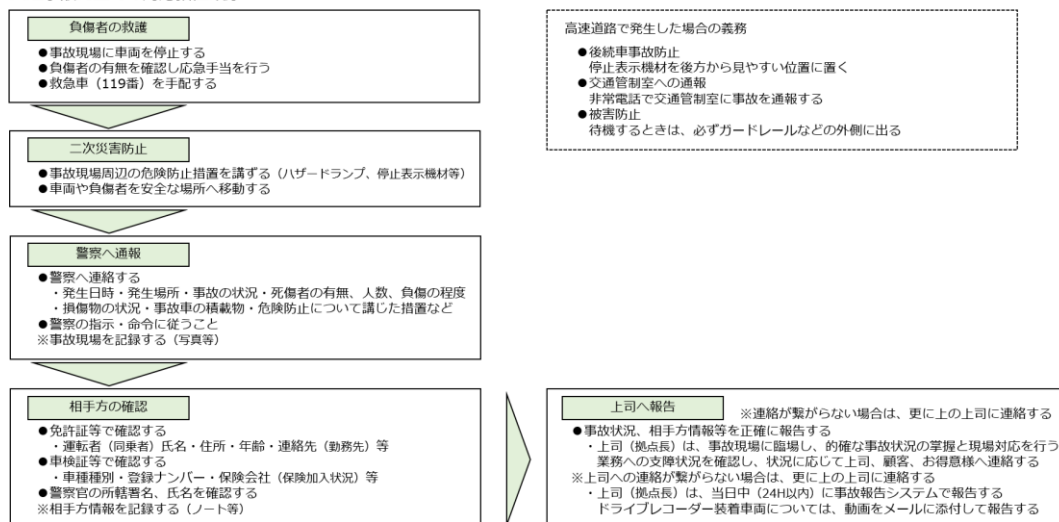 負傷者の救護
●事故現場に車両を停止する
●負傷者の有無を確認し応急手当を行う
●救急車(119番)を手配する
二次災害防止
●事故現場周辺の危険防止措置を講ずる(ハザードランプ、停止表示機材等)
●車両や負傷者を安全な場所へ移動する
警察へ通報
●警察へ連絡する
・発生日時・発生場所・事故の状況・死傷者の有無、人数、負傷の程度
・損傷物の状況・事故車の積載物・危険防止について講じた措置など
●警察の指示・命令に従うこと
※事故現場を記録する(写真等)
相手方の確認
●免許証等で確認する
・運転者(同乗者)氏名・住所・年齢・連絡先(勤務先)等
●車検証等で確認する
・車種種別・登録ナンバー・保険会社(保険加入状況)等
●警察官の所轄署名、氏名を確認する
※相手方情報を記録する(ノート等)
高速道路で発生した場合の義務
●後続車事故防止
停止表示機材を後方から見やすい位置に置く
●交通管制室への通報
非常電話で交通管制室に事故を通報する
●被害防止
待機するときは、必ずガードレールなどの外側に出る
上司へ報告
※連絡が繋がらない場合は、更に上の上司に連絡する
●事故状況、相手方情報等を正確に報告する
・上司(拠点長)は、事故現場に臨場し、的確な事故状況の掌握と現場対応を行う
業務への支障状況を確認し、状況に応じて上司、顧客、お得意様へ連絡する
※上司への連絡が繋がらない場合は、更に上の上司に連絡する
・上司(拠点長)は、当日中(24H以内)に事故報告システムで報告する
ドライブレコーダー装着車両については、動画をメールに添付して報告する